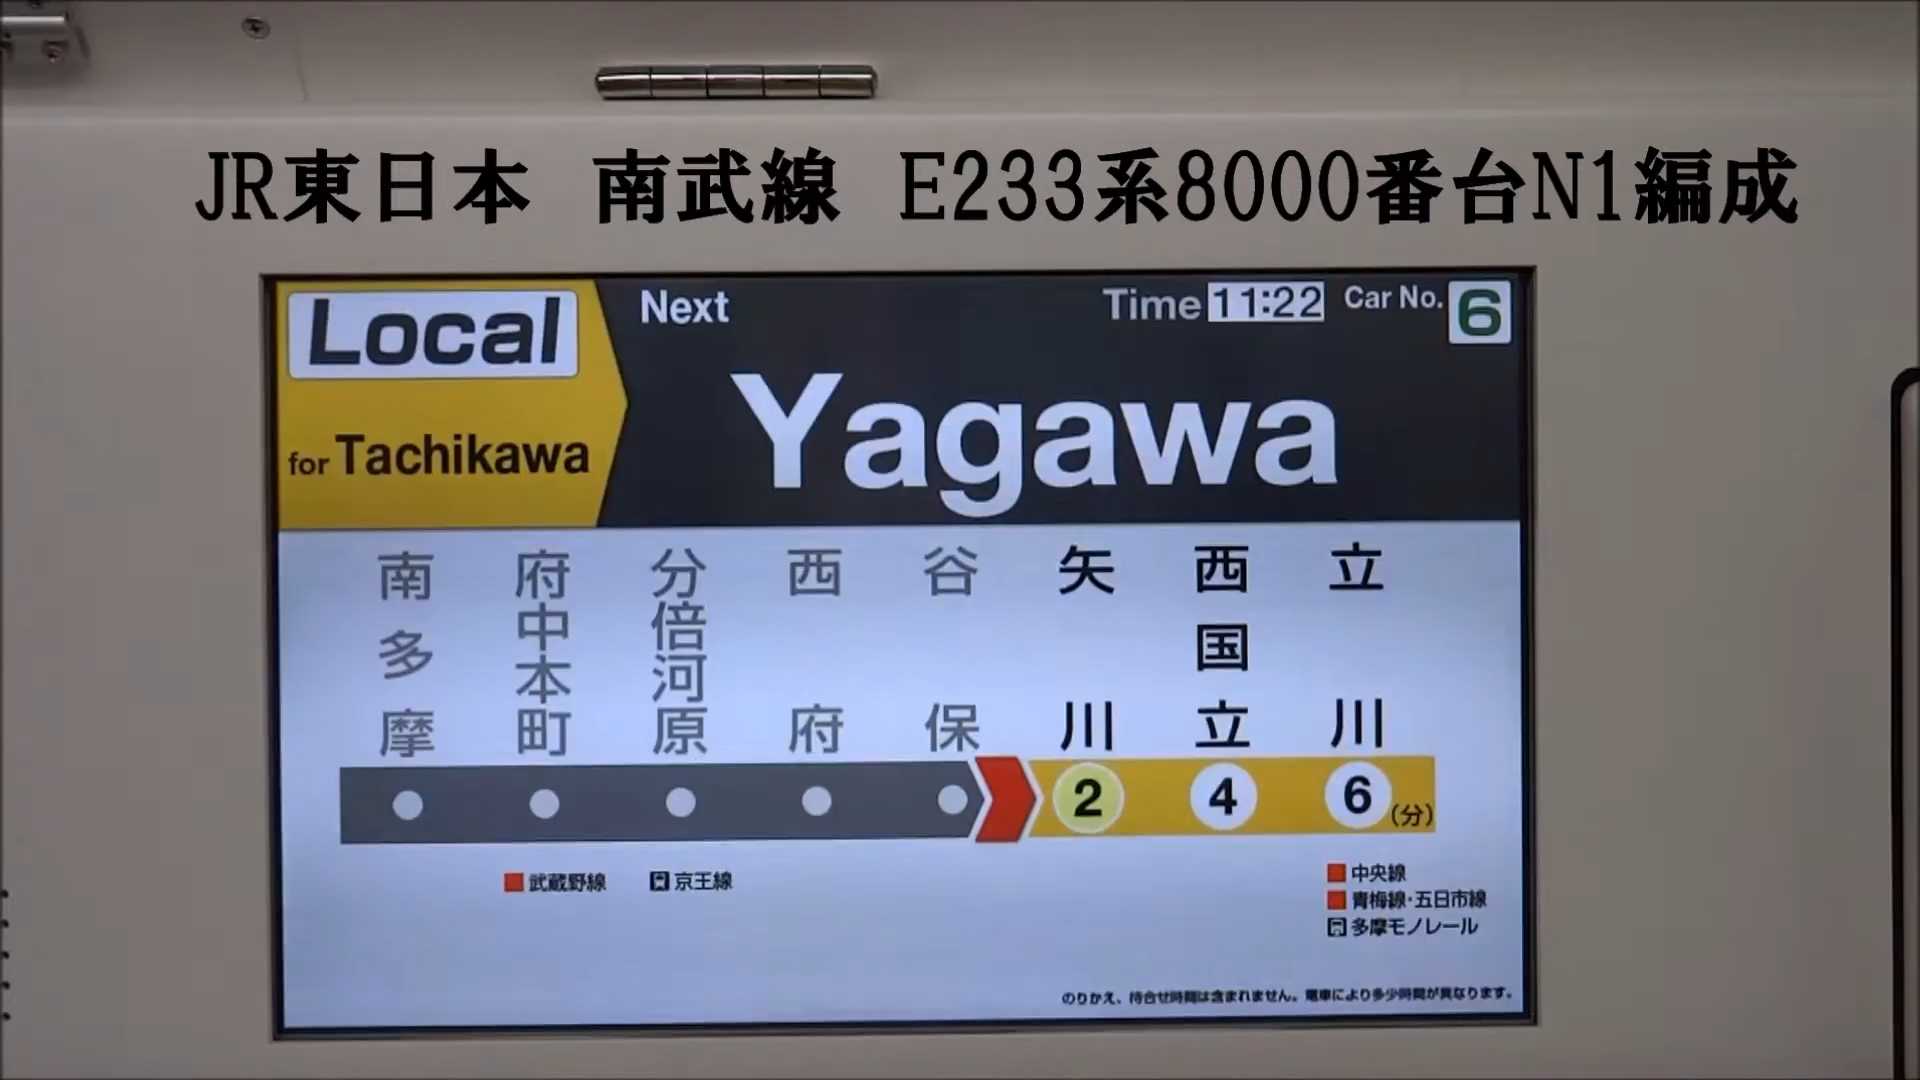 JR東日本 南武線 E233系8000番台N1編成
Local
Next
Time 11:22 Car No. 6
for Tachikawa
Yagawa
南多摩
府中本町
分倍河原
西府
谷保
矢川
西国立
立川
2 4 6 (分)
武蔵野線
京王線
中央線
青梅線・五日市線
多摩モノレール
のりかえ、待合せ時間は含まれません。電車により多少時間が異なります。